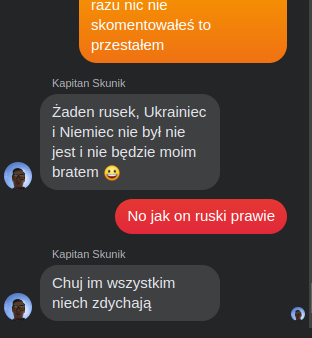 razu nic nie
skomentowałeś to
przestałem
Kapitan Skunik
Żaden rusek, Ukrainiec
i Niemiec nie był nie
jest i nie będzie moim
bratem 😀
No jak on ruski prawie
Kapitan Skunik
Chuj im wszystkim
niech zdychają